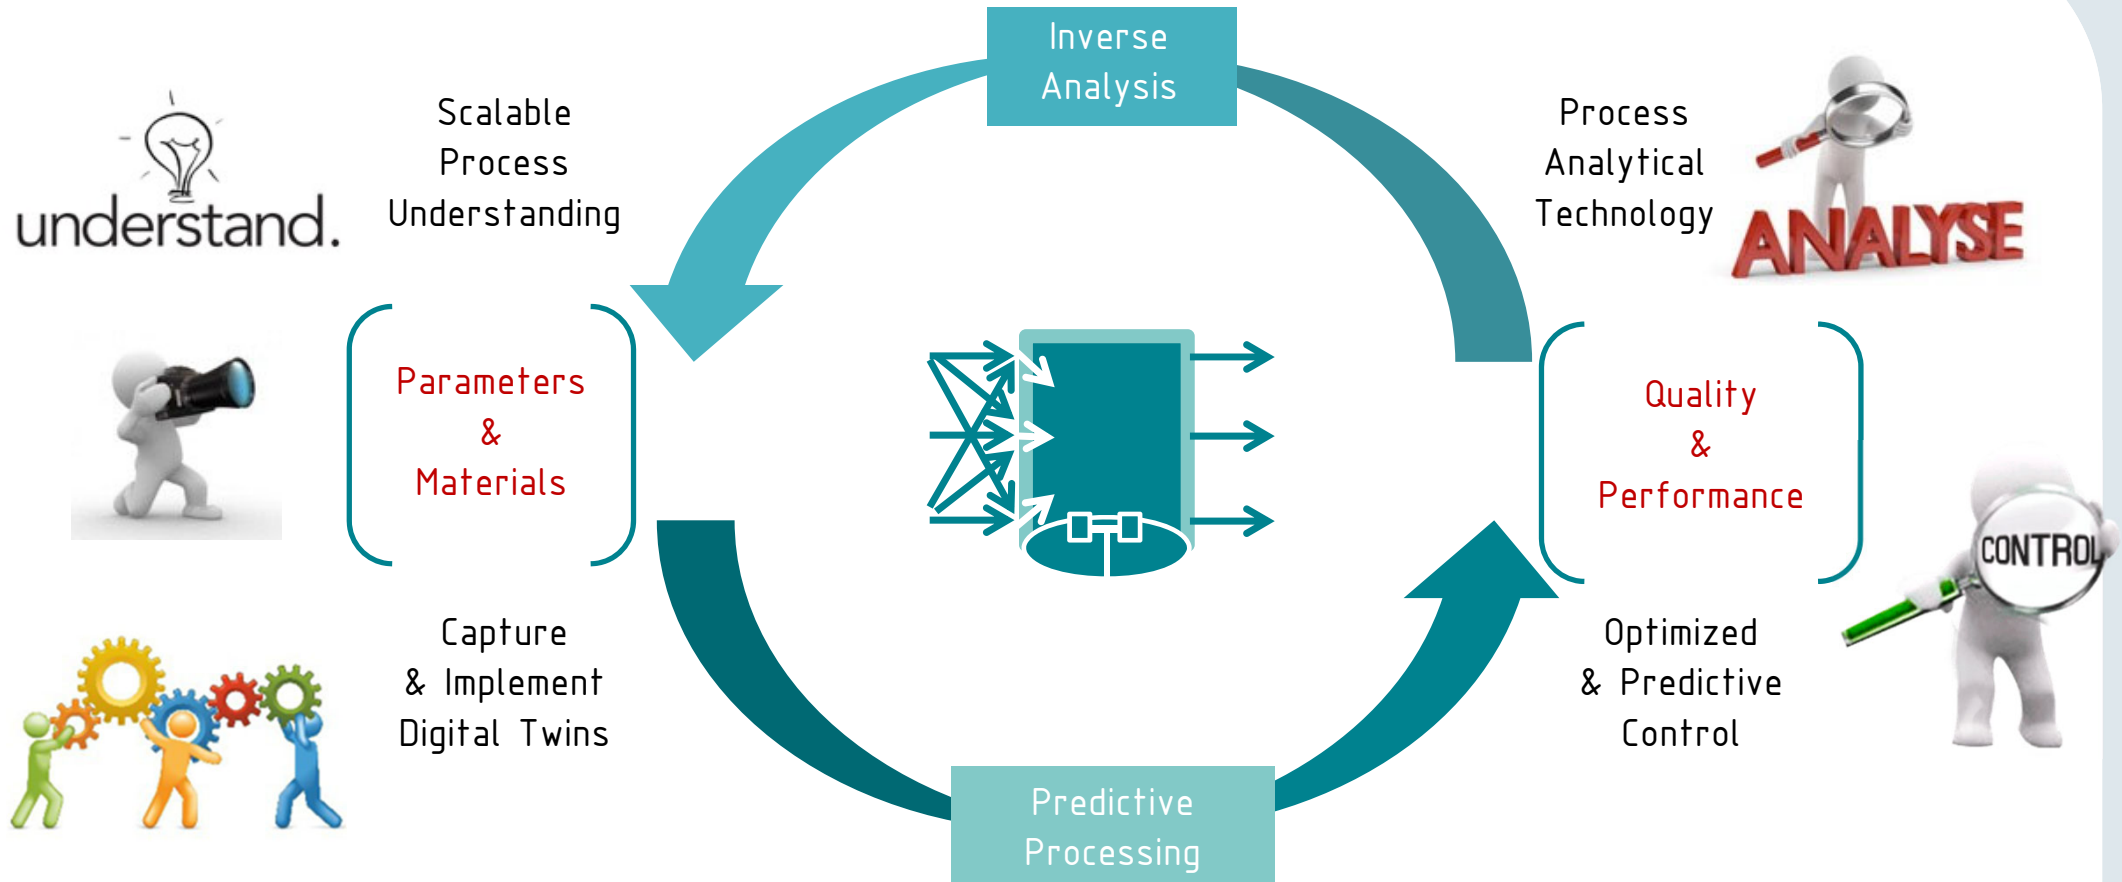 Inverse
Analysis
Scalable
Process
Understanding
understand.
Process
Analytical
Technology
ANALYSE
Parameters
&
Materials
Quality
&
Performance
CONTROL
Capture
& Implement
Digital Twins
Optimized
& Predictive
Control
Predictive
Processing